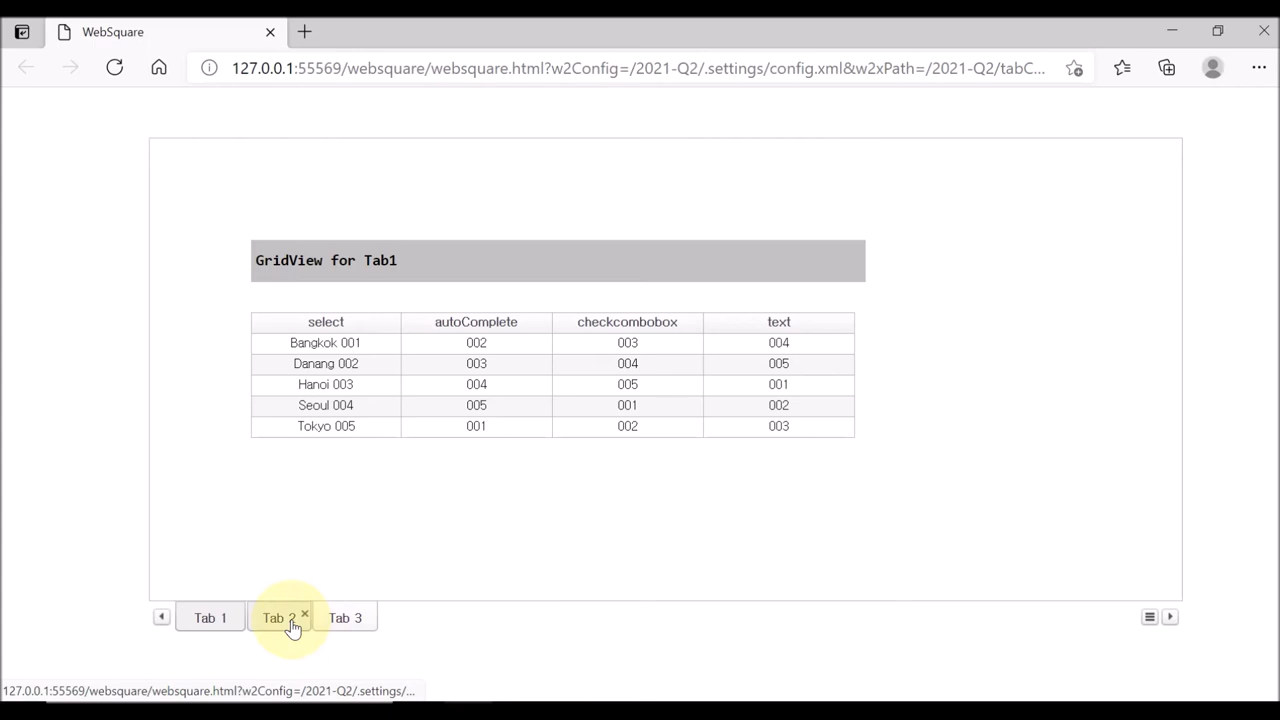 WebSquare
127.0.0.1:55569/websquare/websquare.html?w2Config=/2021-Q2/.settings/config.xml&w2xPath=/2021-Q2/tabC...
GridView for Tab1
select autoComplete checkcombobox text
Bangkok 001 002 003 004
Danang 002 003 004 005
Hanoi 003 004 005 001
Seoul 004 005 001 002
Tokyo 005 001 002 003
Tab 1 Tab 2 Tab 3
127.0.0.1:55569/websquare/websquare.html?w2Config=/2021-Q2/.settings/...